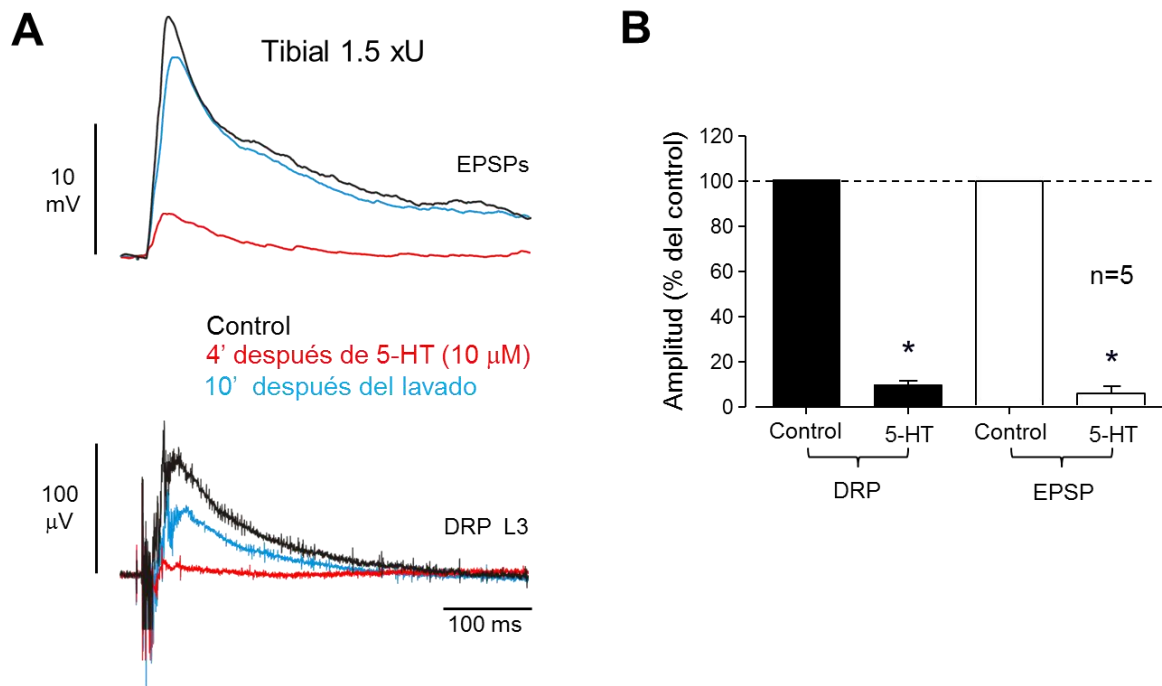 A
Tibial 1.5 xU
10
mV
EPSPs
Control
4’ después de 5-HT (10 μM)
10’ después del lavado
100
μV
DRP L3
100 ms
B
Amplitud (% del control)
120
100
80
60
40
20
0
n=5
*
*
Control
5-HT
Control
5-HT
DRP
EPSP